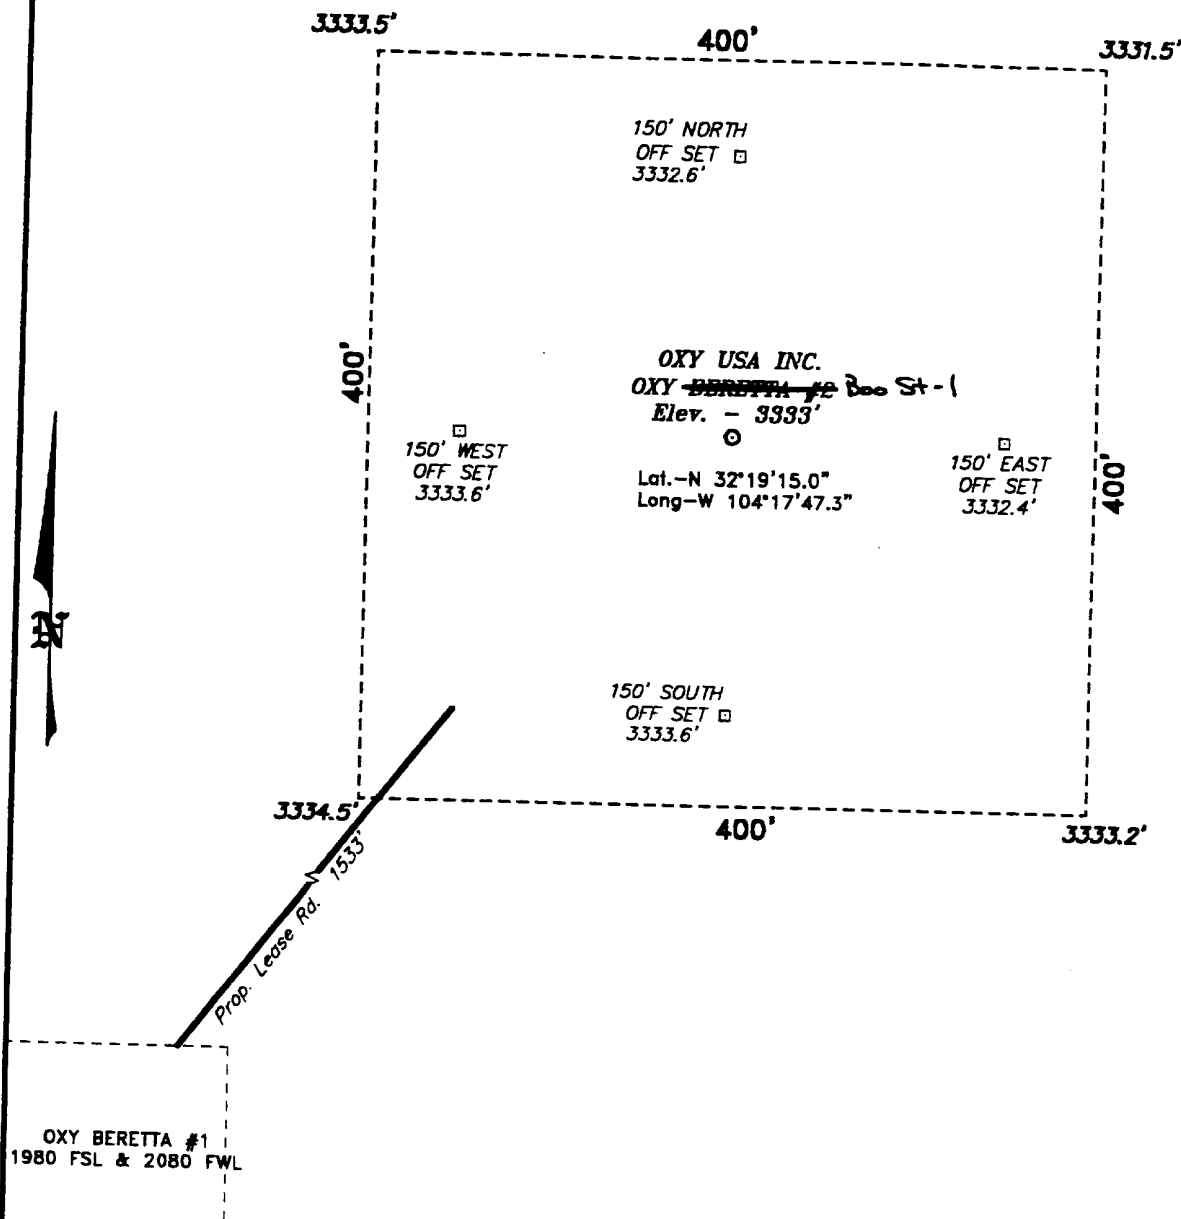 3333.5'
400'
3331.5'
150' NORTH
OFF SET
3332.6'
400'
OXY USA INC.
OXY BERETTA #2 Boo St-1
Elev. - 3333'
150' WEST
OFF SET
3333.6'
Lat.-N 32°19'15.0"
Long-W 104°17'47.3"
150' EAST
OFF SET
3332.4'
400'
N
150' SOUTH
OFF SET
3333.6'
3334.5'
400'
3333.2'
Prop. Lease Rd. 1533'
OXY BERETTA #1
1980 FSL & 2080 FWL